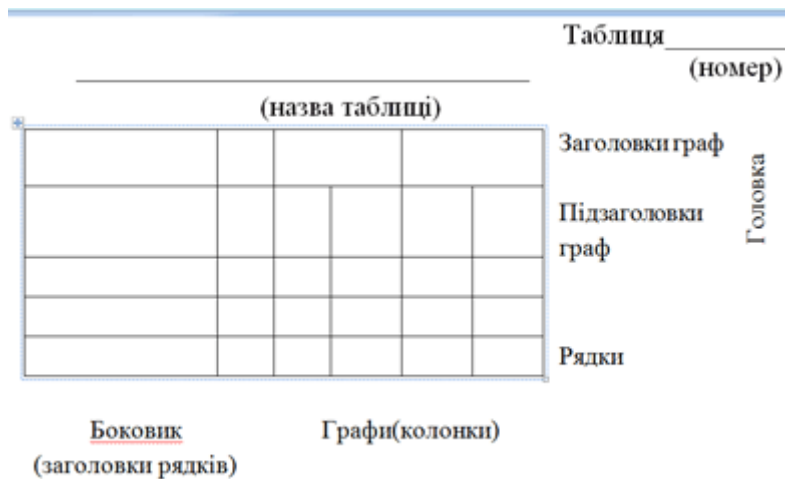 Таблиця
(номер)
(назва таблиці)
Заголовки граф
Головка
Підзаголовки
граф
Рядки
Боковик
Графи(колонки)
(заголовки рядків)